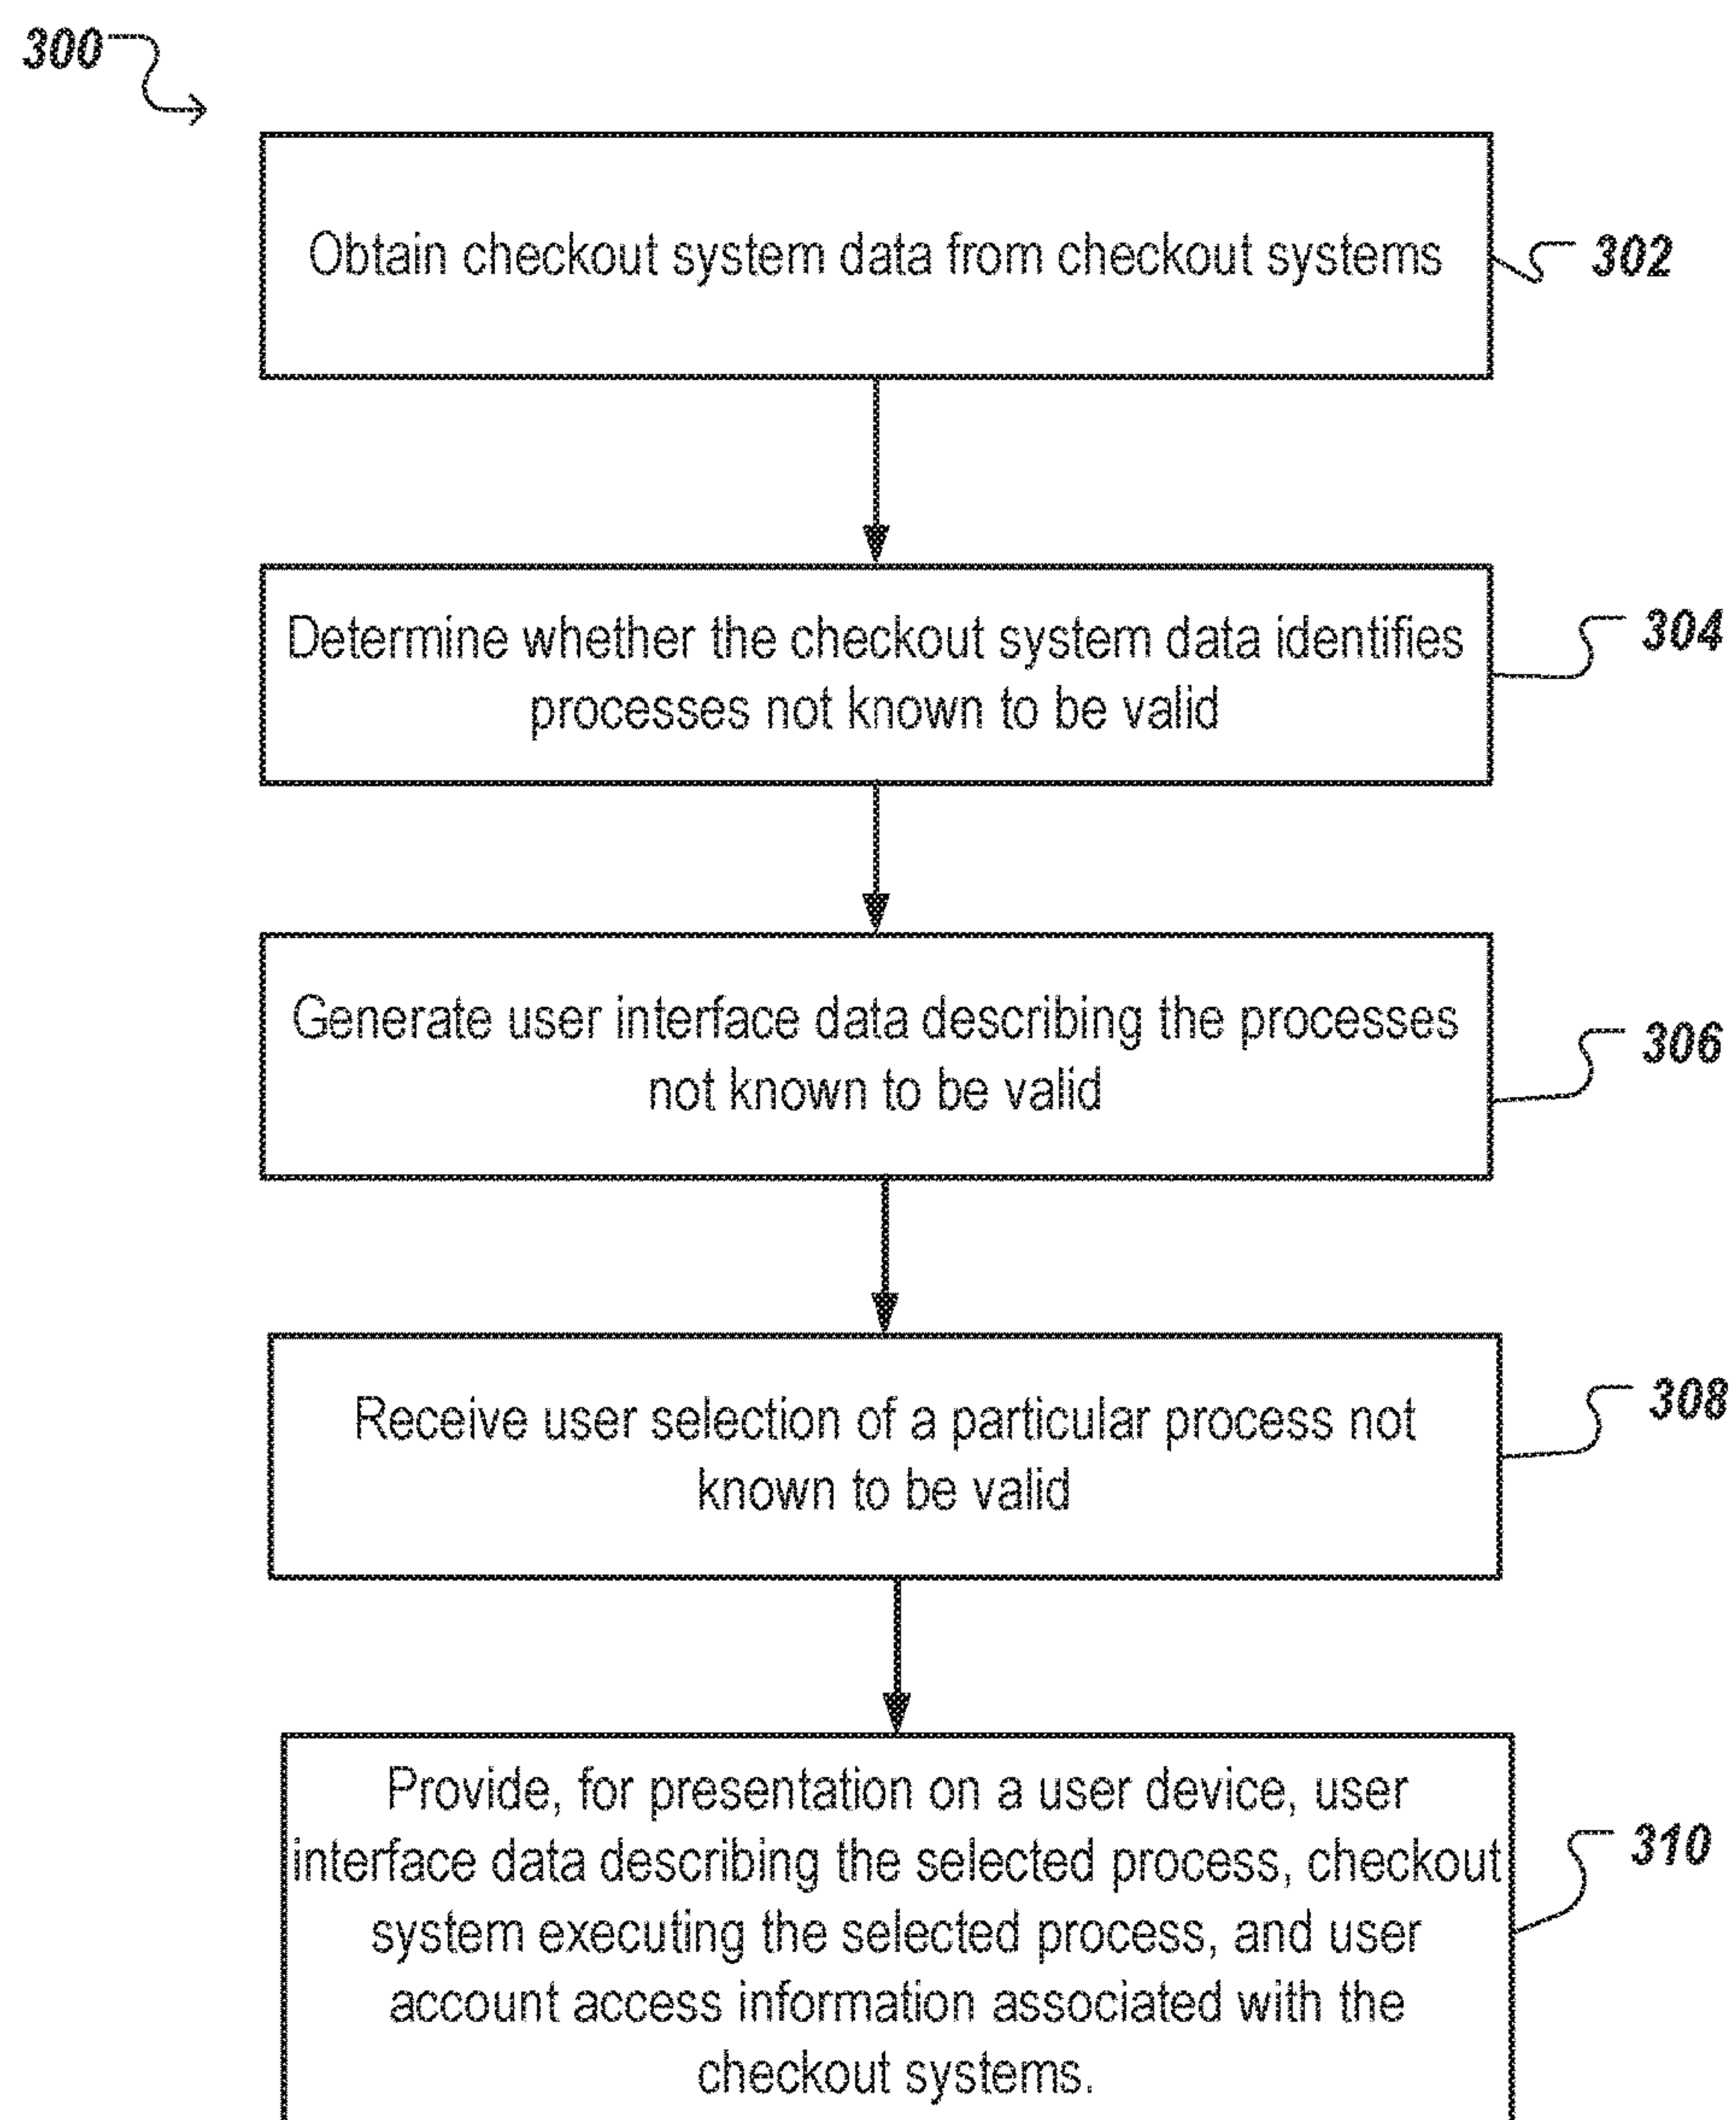 300
Obtain checkout system data from checkout systems
302
Determine whether the checkout system data identifies
processes not known to be valid
304
Generate user interface data describing the processes
not known to be valid
306
Receive user selection of a particular process not
known to be valid
308
Provide, for presentation on a user device, user
interface data describing the selected process, checkout
system executing the selected process, and user
account access information associated with the
checkout systems.
310